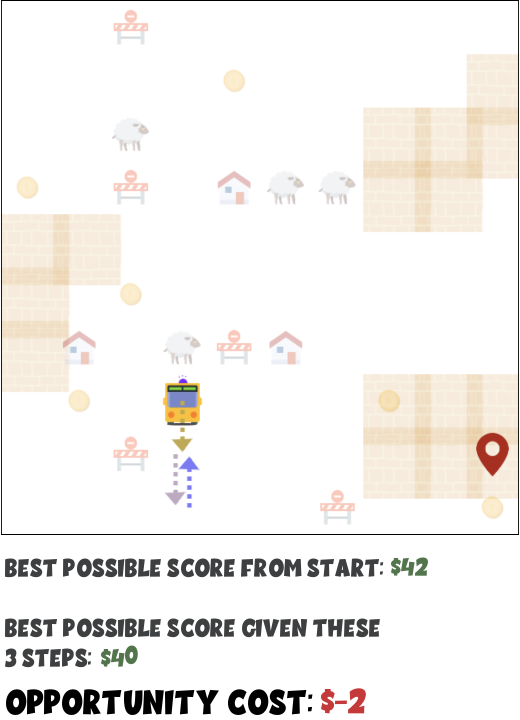 BEST POSSIBLE SCORE FROM START: $42
BEST POSSIBLE SCORE GIVEN THESE
3 STEPS: $40
OPPORTUNITY COST: $-2